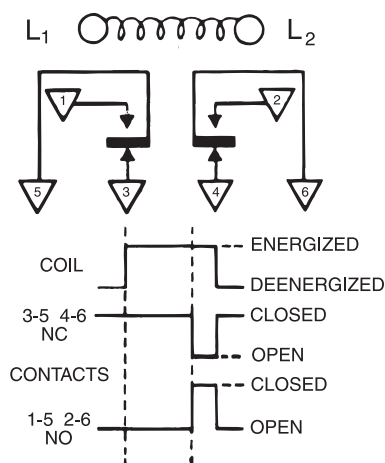 L1 L2
1 2
5 3 4 6
ENERGIZED
COIL
DEENERGIZED
3-5 4-6 CLOSED
NC
OPEN
CONTACTS CLOSED
1-5 2-6 OPEN
NO